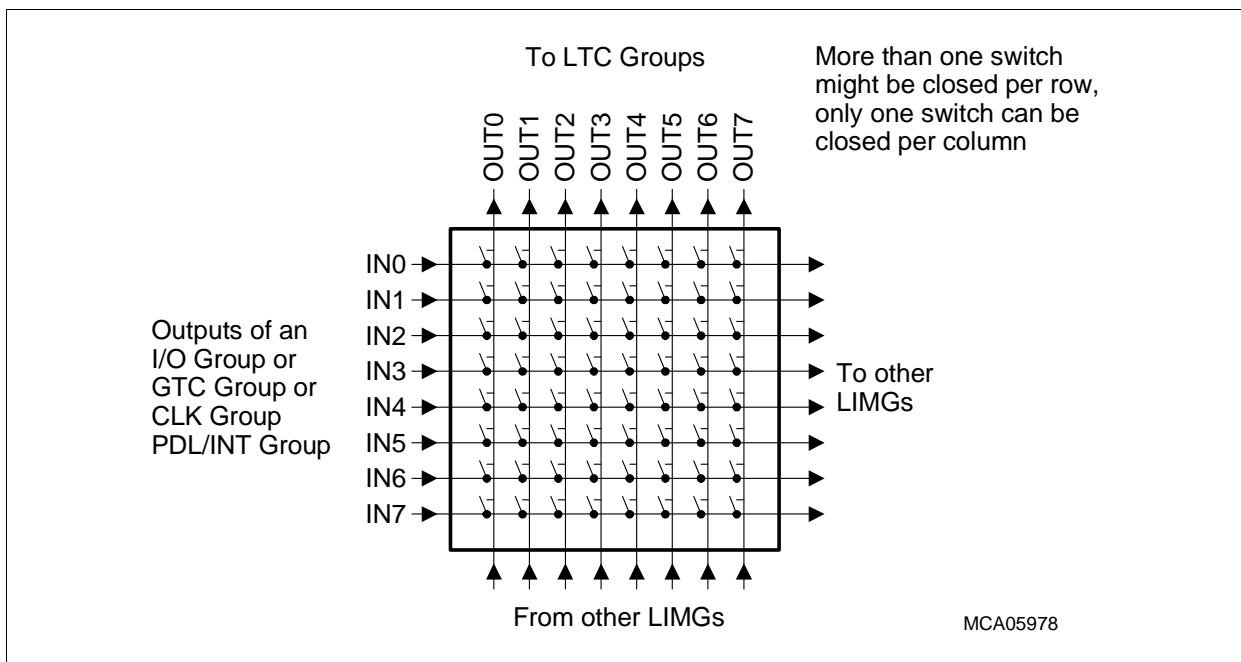 To LTC Groups
More than one switch
might be closed per row,
only one switch can be
closed per column
OUT0
OUT1
OUT2
OUT3
OUT4
OUT5
OUT6
OUT7
IN0
IN1
IN2
IN3
IN4
IN5
IN6
IN7
Outputs of an
I/O Group or
GTC Group or
CLK Group
PDL/INT Group
To other
LIMGs
From other LIMGs
MCA05978